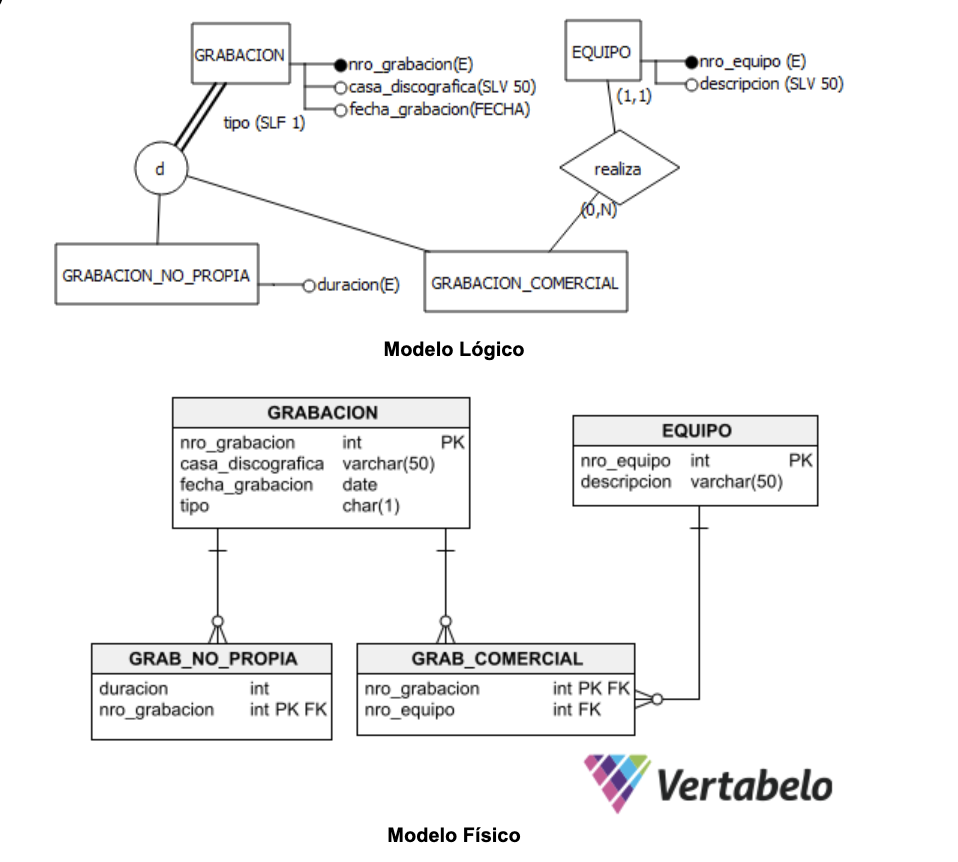 GRABACION
nro_grabacion(E)
casa_discografica(SLV 50)
fecha_grabacion(FECHA)
tipo (SLF 1)
d
EQUIPO
nro_equipo (E)
descripcion (SLV 50)
(1,1)
realiza
(0,N)
GRABACION_NO_PROPIA
duracion(E)
GRABACION_COMERCIAL
Modelo Lógico
GRABACION
nro_grabacion int PK
casa_discografica varchar(50)
fecha_grabacion date
tipo char(1)
EQUIPO
nro_equipo int PK
descripcion varchar(50)
GRAB_NO_PROPIA
duracion int
nro_grabacion int PK FK
GRAB_COMERCIAL
nro_grabacion int PK FK
nro_equipo int FK
Vertabelo
Modelo Físico